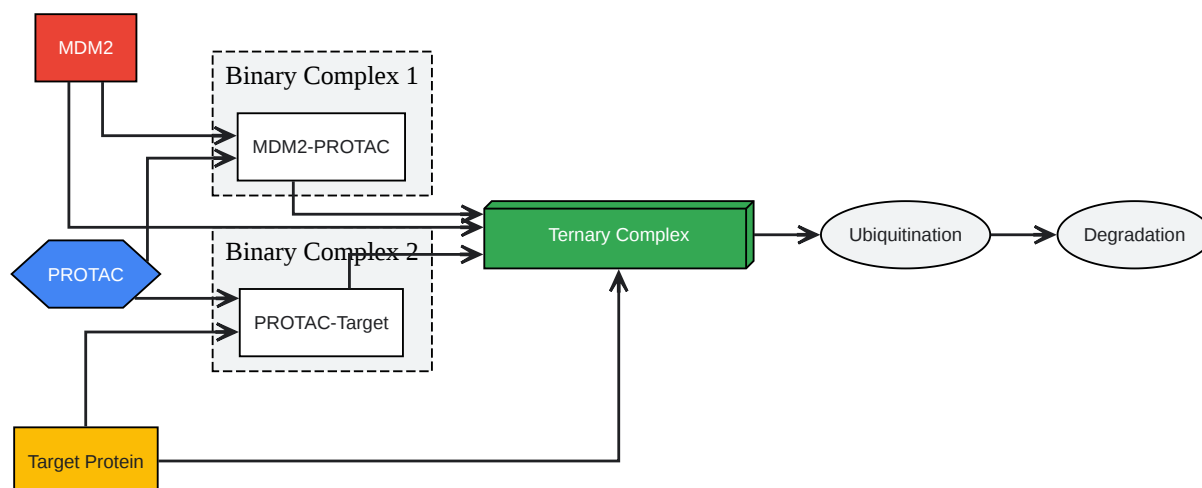 MDM2
Binary Complex 1
MDM2-PROTAC
Ternary Complex
Ubiquitination
Degradation
Binary Complex 2
PROTAC
PROTAC-Target
Target Protein